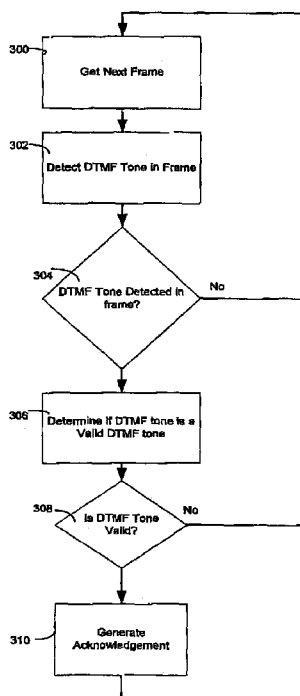 300
Get Next Frame
302
Detect DTMF Tone in Frame
304
DTMF Tone Detected in
frame?
No
306
Determine if DTMF tone is a
Valid DTMF tone
308
Is DTMF Tone
Valid?
No
310
Generate
Acknowledgement